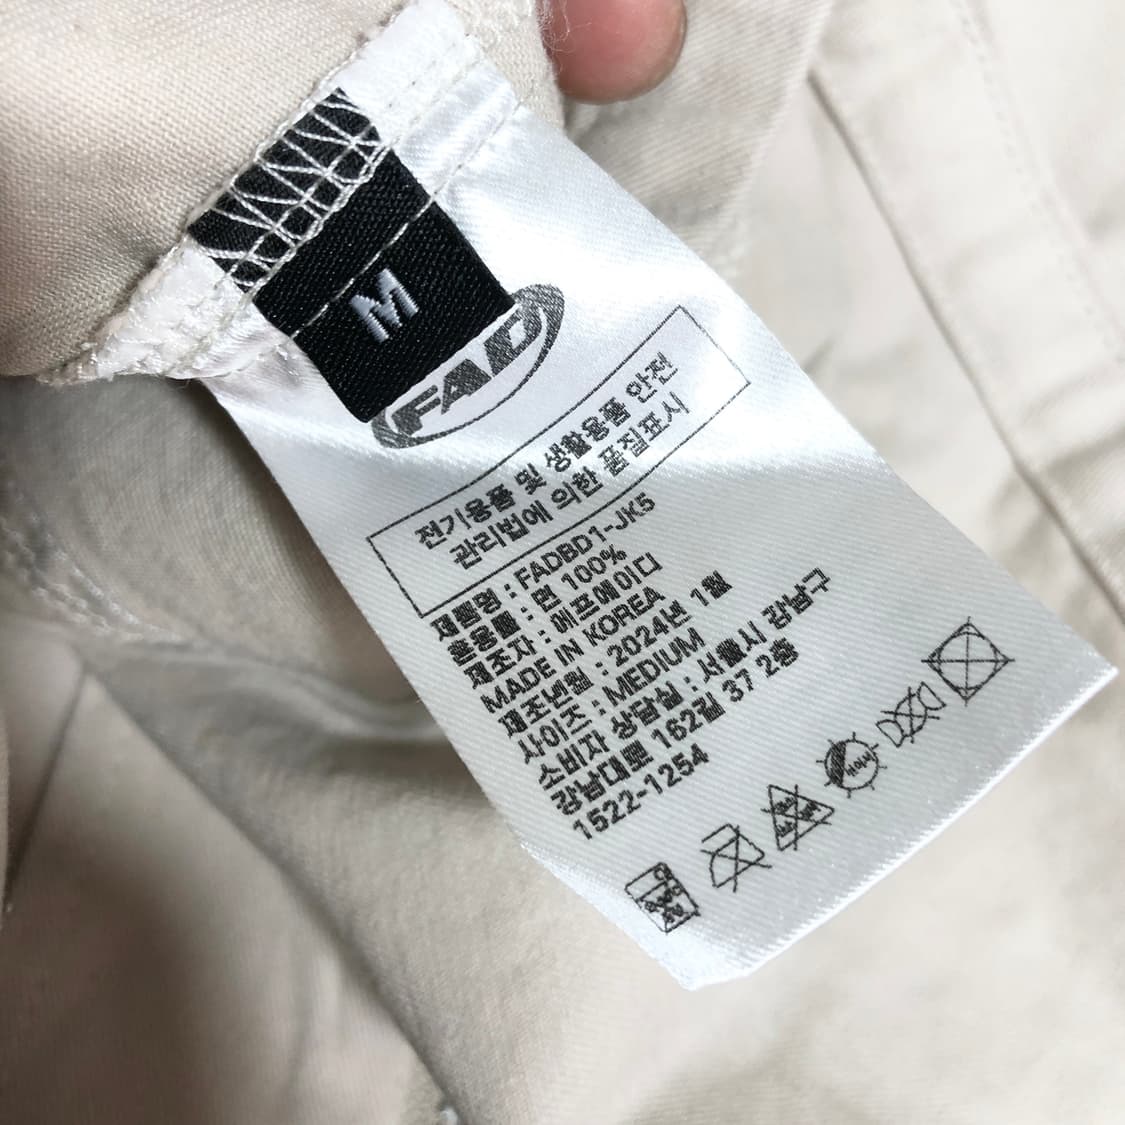 M
FAD
전기용품 및 생활용품 안전
관리법에 의한 품질표시
제품명 : FADBD1-JK5
혼용률 : 면 100%
제조자 : 에프에이디
MADE IN KOREA
제조년월 : 2024년 1월
사이즈 : MEDIUM
소비자 상담실 : 서울시 강남구
강남대로 162길 37 2층
1522-1254